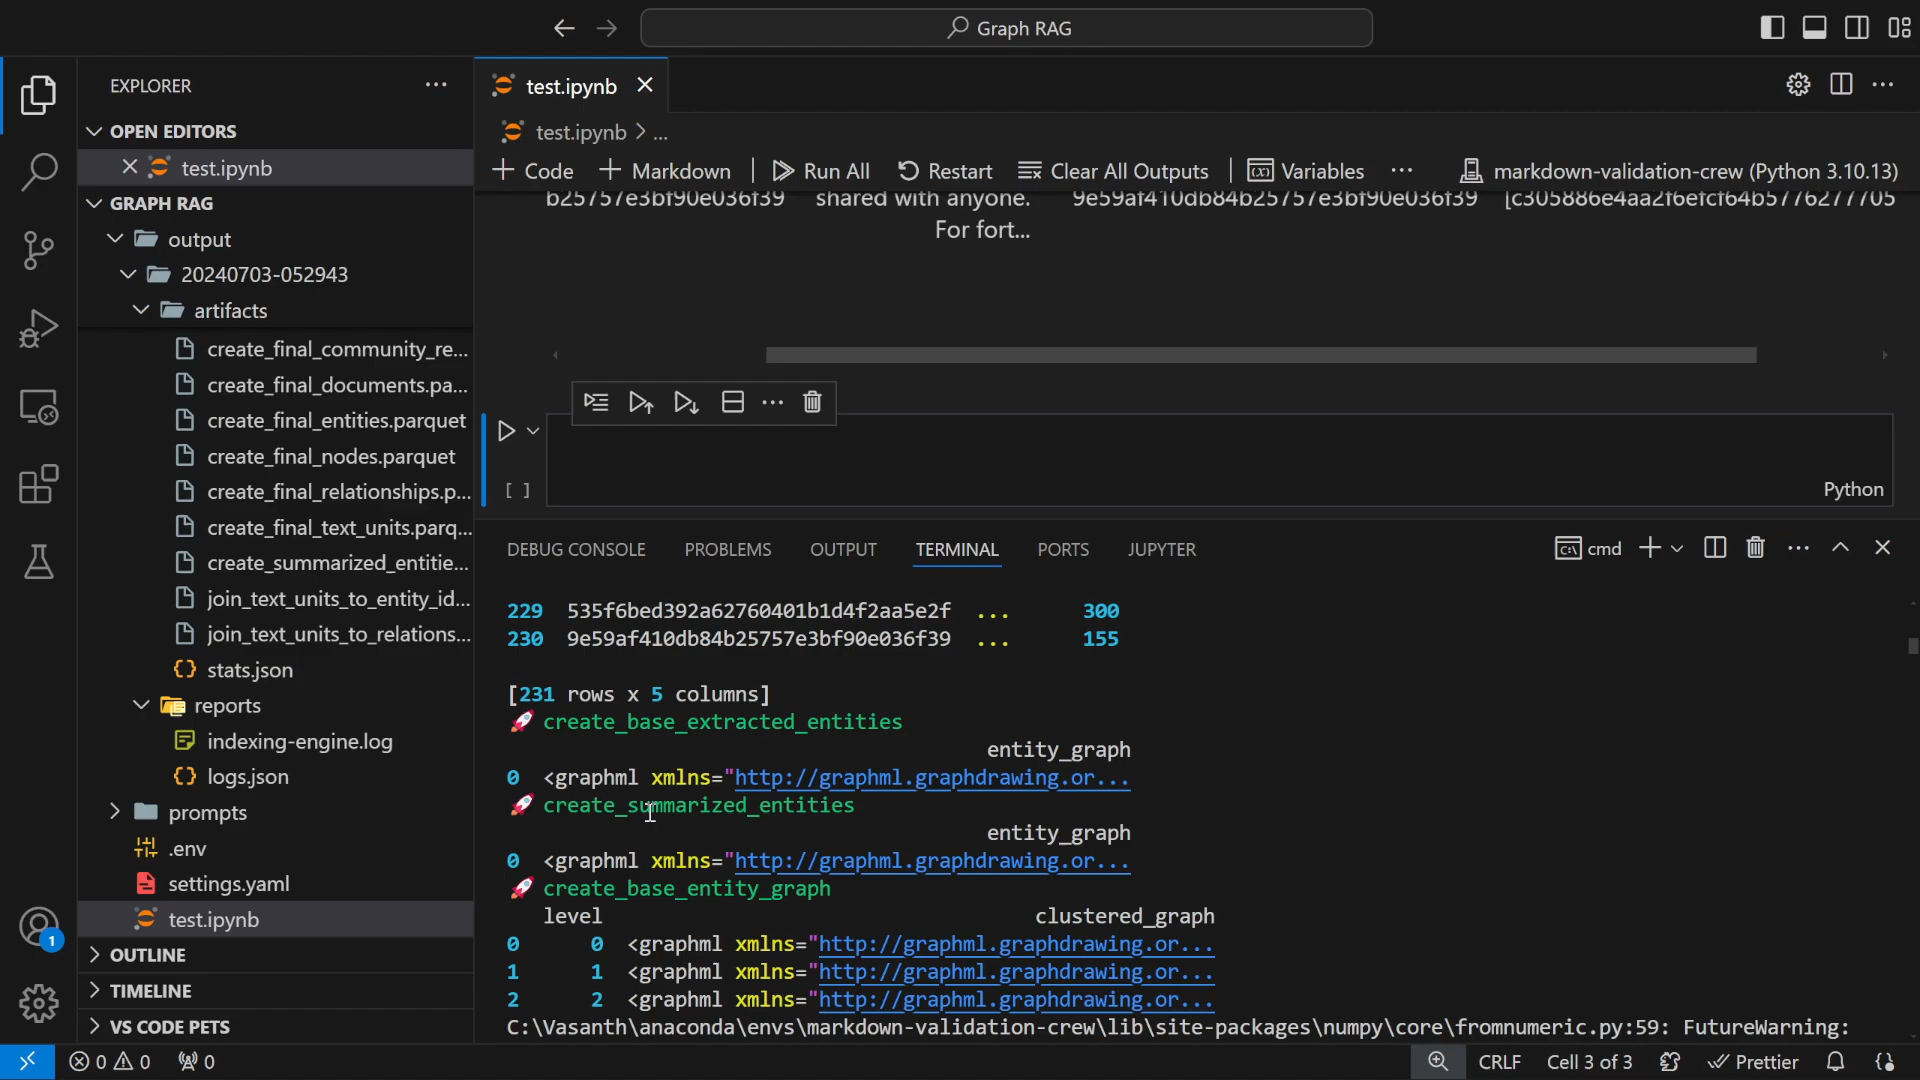 Graph RAG
EXPLORER
OPEN EDITORS
test.ipynb
GRAPH RAG
output
20240703-052943
artifacts
create_final_community_re...
create_final_documents.pa...
create_final_entities.parquet
create_final_nodes.parquet
create_final_relationships.p...
create_final_text_units.parq...
create_summarized_entitie...
join_text_units_to_entity_id...
join_text_units_to_relations...
stats.json
reports
indexing-engine.log
logs.json
prompts
.env
settings.yaml
test.ipynb
OUTLINE
TIMELINE
VS CODE PETS
test.ipynb
test.ipynb > ...
Code Markdown Run All Restart Clear All Outputs Variables ... markdown-validation-crew (Python 3.10.13)
b25757e3bf90e036f39 shared with anyone. 9e59af410db84b25757e3bf90e036f39 [c305886e4aa2f6efcf64b5776277705
For fort...
[ ]
Python
DEBUG CONSOLE PROBLEMS OUTPUT TERMINAL PORTS JUPYTER cmd
229 535f6bed392a62760401b1d4f2aa5e2f ... 300
230 9e59af410db84b25757e3bf90e036f39 ... 155
[231 rows x 5 columns]
🚀 create_base_extracted_entities
entity_graph
0 <graphml xmlns="http://graphml.graphdrawing.or...
🚀 create_summarized_entities
entity_graph
0 <graphml xmlns="http://graphml.graphdrawing.or...
🚀 create_base_entity_graph
level clustered_graph
0 0 <graphml xmlns="http://graphml.graphdrawing.or...
1 1 <graphml xmlns="http://graphml.graphdrawing.or...
2 2 <graphml xmlns="http://graphml.graphdrawing.or...
C:\Vasanth\anaconda\envs\markdown-validation-crew\lib\site-packages\numpy\core\fromnumeric.py:59: FutureWarning:
1
0 0 0 CRLF Cell 3 of 3 Prettier